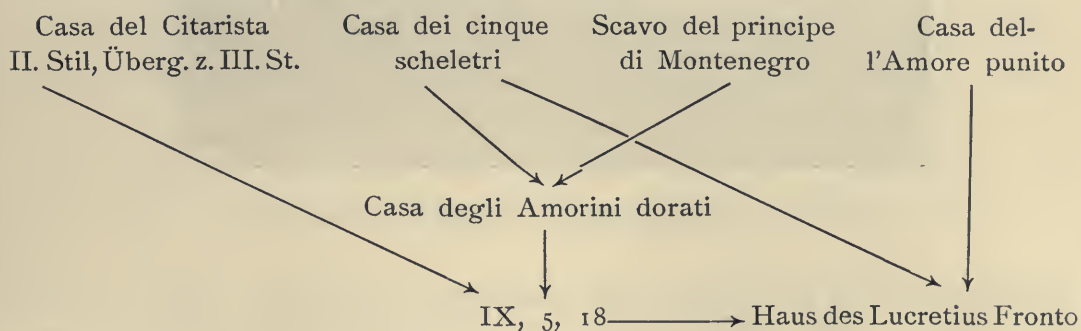 Casa del Citarista
II. Stil, Überg. z. III. St.
Casa dei cinque
scheletri
Scavo del principe
di Montenegro
Casa del-
l'Amore punito
Casa degli Amorini dorati
IX, 5, 18
Haus des Lucretius Fronto